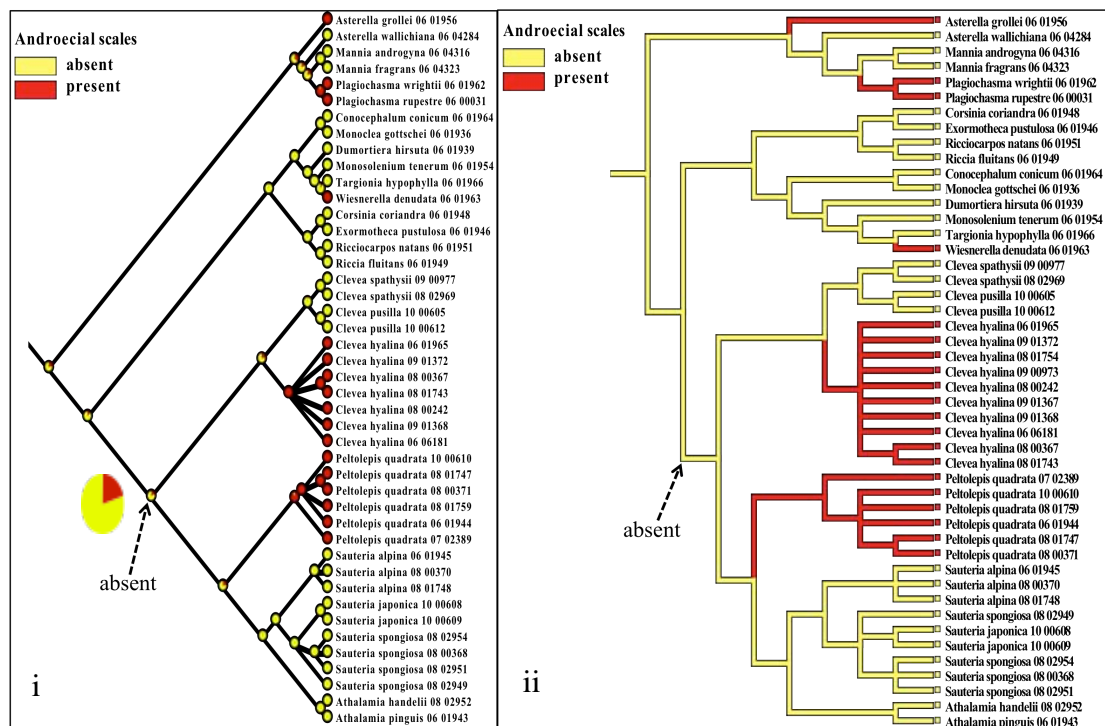 Androecial scales
absent
present
Asterella grollei 06 01956
Asterella wallichiana 06 04284
Mannia androgyna 06 04316
Mannia fragrans 06 04323
Plagiochasma wrightii 06 01962
Plagiochasma rupestre 06 00031
Conocephalum conicum 06 01964
Monoclea gottschei 06 01936
Dumortiera hirsuta 06 01939
Monosolenium tenerum 06 01954
Targionia hypophylla 06 01966
Wiesnerella denudata 06 01963
Corsinia coriandra 06 01948
Exormotheca pustulosa 06 01946
Ricciocarpos natans 06 01951
Riccia fluitans 06 01949
Clevea spathysii 09 00977
Clevea spathysii 08 02969
Clevea pusilla 10 00605
Clevea pusilla 10 00612
Clevea hyalina 06 01965
Clevea hyalina 09 01372
Clevea hyalina 08 00367
Clevea hyalina 08 01743
Clevea hyalina 08 00242
Clevea hyalina 09 01368
Clevea hyalina 06 06181
Peltolepis quadrata 10 00610
Peltolepis quadrata 08 01747
Peltolepis quadrata 08 00371
Peltolepis quadrata 08 01759
Peltolepis quadrata 06 01944
Peltolepis quadrata 07 02389
Sauteria alpina 06 01945
Sauteria alpina 08 00370
Sauteria alpina 08 01748
Sauteria japonica 10 00608
Sauteria japonica 10 00609
Sauteria spongiosa 08 02954
Sauteria spongiosa 08 00368
Sauteria spongiosa 08 02951
Sauteria spongiosa 08 02949
Athalamia handelii 08 02952
Athalamia pinguis 06 01943
absent
i
Androecial scales
absent
present
Asterella grollei 06 01956
Asterella wallichiana 06 04284
Mannia androgyna 06 04316
Mannia fragrans 06 04323
Plagiochasma wrightii 06 01962
Plagiochasma rupestre 06 00031
Corsinia coriandra 06 01948
Exormotheca pustulosa 06 01946
Ricciocarpos natans 06 01951
Riccia fluitans 06 01949
Conocephalum conicum 06 01964
Monoclea gottschei 06 01936
Dumortiera hirsuta 06 01939
Monosolenium tenerum 06 01954
Targionia hypophylla 06 01966
Wiesnerella denudata 06 01963
Clevea spathysii 09 00977
Clevea spathysii 08 02969
Clevea pusilla 10 00605
Clevea pusilla 10 00612
Clevea hyalina 06 01965
Clevea hyalina 09 01372
Clevea hyalina 08 01754
Clevea hyalina 09 00973
Clevea hyalina 08 00242
Clevea hyalina 09 01367
Clevea hyalina 09 01368
Clevea hyalina 06 06181
Clevea hyalina 08 00367
Clevea hyalina 08 01743
Peltolepis quadrata 07 02389
Peltolepis quadrata 10 00610
Peltolepis quadrata 08 01759
Peltolepis quadrata 06 01944
Peltolepis quadrata 08 01747
Peltolepis quadrata 08 00371
Sauteria alpina 06 01945
Sauteria alpina 08 00370
Sauteria alpina 08 01748
Sauteria spongiosa 08 02949
Sauteria japonica 10 00608
Sauteria japonica 10 00609
Sauteria spongiosa 08 02954
Sauteria spongiosa 08 00368
Sauteria spongiosa 08 02951
Athalamia handelii 08 02952
Athalamia pinguis 06 01943
absent
ii